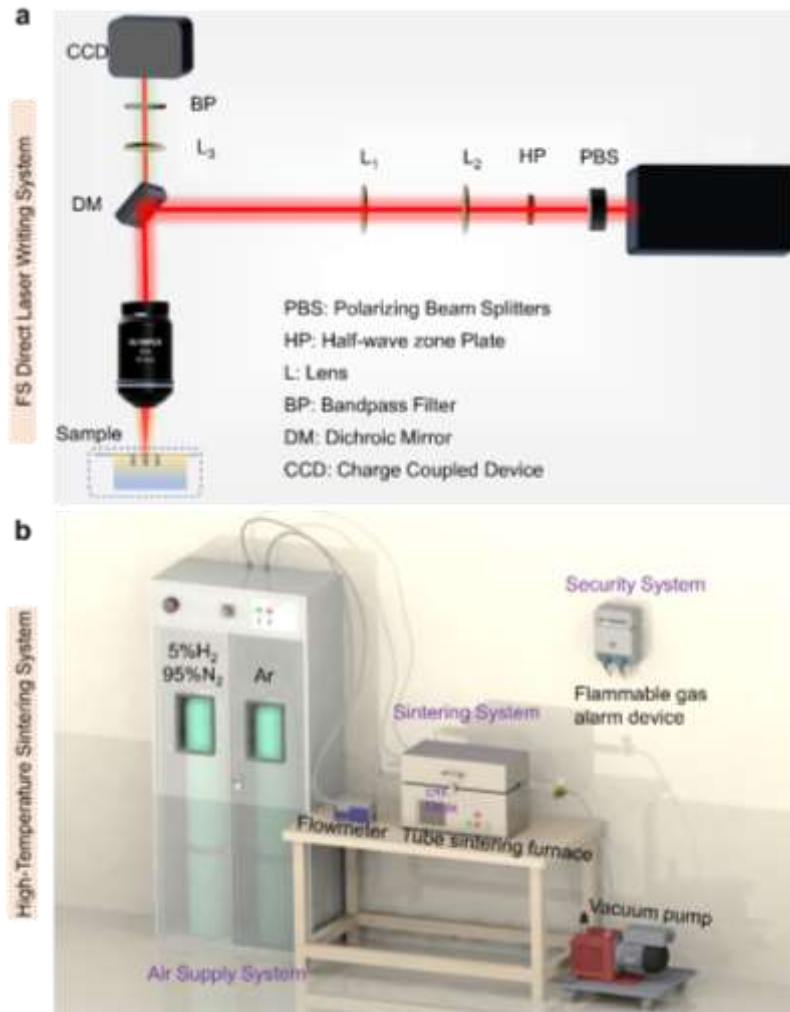 a
FS Direct Laser Writing System
CCD
BP
L3
DM
L1
L2
HP
PBS
PBS: Polarizing Beam Splitters
HP: Half-wave zone Plate
L: Lens
BP: Bandpass Filter
DM: Dichroic Mirror
CCD: Charge Coupled Device
Sample
b
High-Temperature Sintering System
5%H2
95%N2
Ar
Security System
Flammable gas
alarm device
Sintering System
Flowmeter
Tube sintering furnace
Vacuum pump
Air Supply System